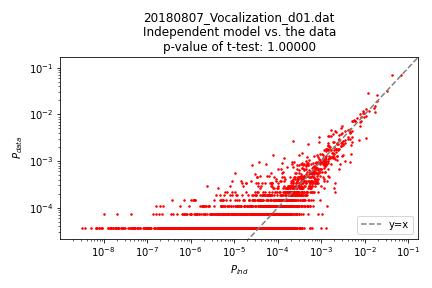 20180807_Vocalization_d01.dat
Independent model vs. the data
p-value of t-test: 1.00000
10⁻¹
10⁻²
10⁻³
10⁻⁴
P_data
y=x
10⁻⁸ 10⁻⁷ 10⁻⁶ 10⁻⁵ 10⁻⁴ 10⁻³ 10⁻² 10⁻¹
P_ind